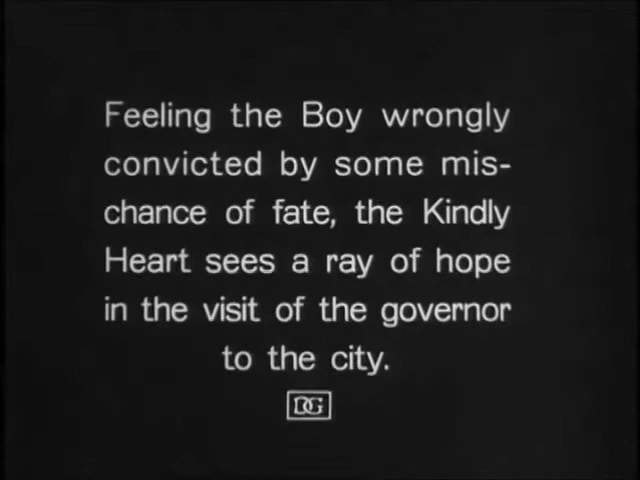 Feeling the Boy wrongly
convicted by some mis-
chance of fate, the Kindly
Heart sees a ray of hope
in the visit of the governor
to the city.
DG